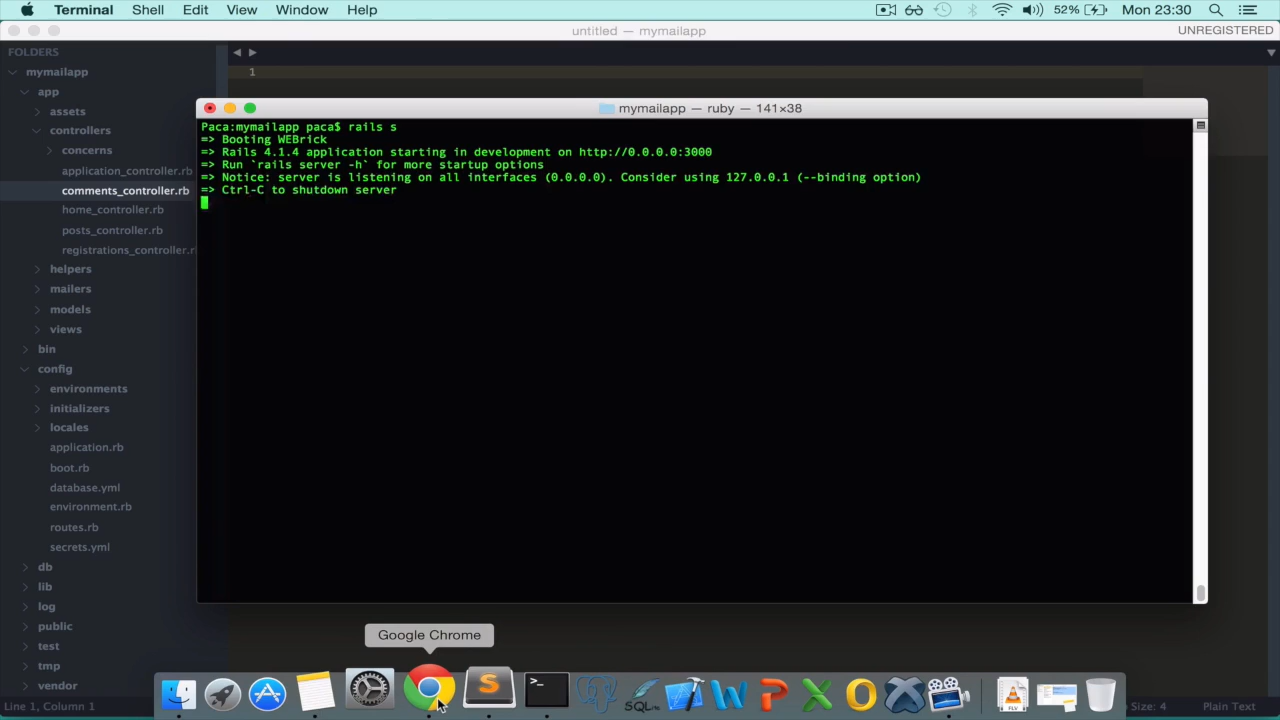 Terminal Shell Edit View Window Help 52% Mon 23:30
untitled — mymailapp UNREGISTERED
FOLDERS
mymailapp
app
assets
controllers
concerns
application_controller.rb
comments_controller.rb
home_controller.rb
posts_controller.rb
registrations_controller.r
helpers
mailers
models
views
bin
config
environments
initializers
locales
application.rb
boot.rb
database.yml
environment.rb
routes.rb
secrets.yml
db
lib
log
public
test
tmp
vendor
1
mymailapp — ruby — 141×38
Paca:mymailapp paca$ rails s
=> Booting WEBrick
=> Rails 4.1.4 application starting in development on http://0.0.0.0:3000
=> Run `rails server -h` for more startup options
=> Notice: server is listening on all interfaces (0.0.0.0). Consider using 127.0.0.1 (--binding option)
=> Ctrl-C to shutdown server
Google Chrome
Line 1, Column 1 Size: 4 Plain Text